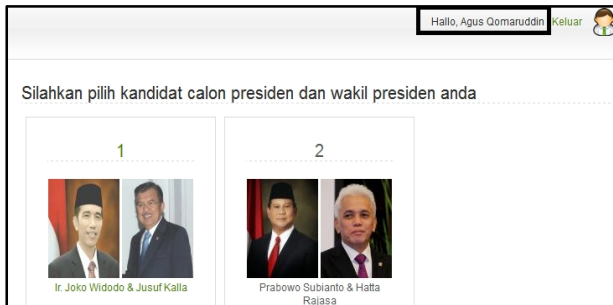 Hallo, Agus Qomaruddin Keluar
Silahkan pilih kandidat calon presiden dan wakil presiden anda
1
2
Ir. Joko Widodo & Jusuf Kalla
Prabowo Subianto & Hatta
Rajasa